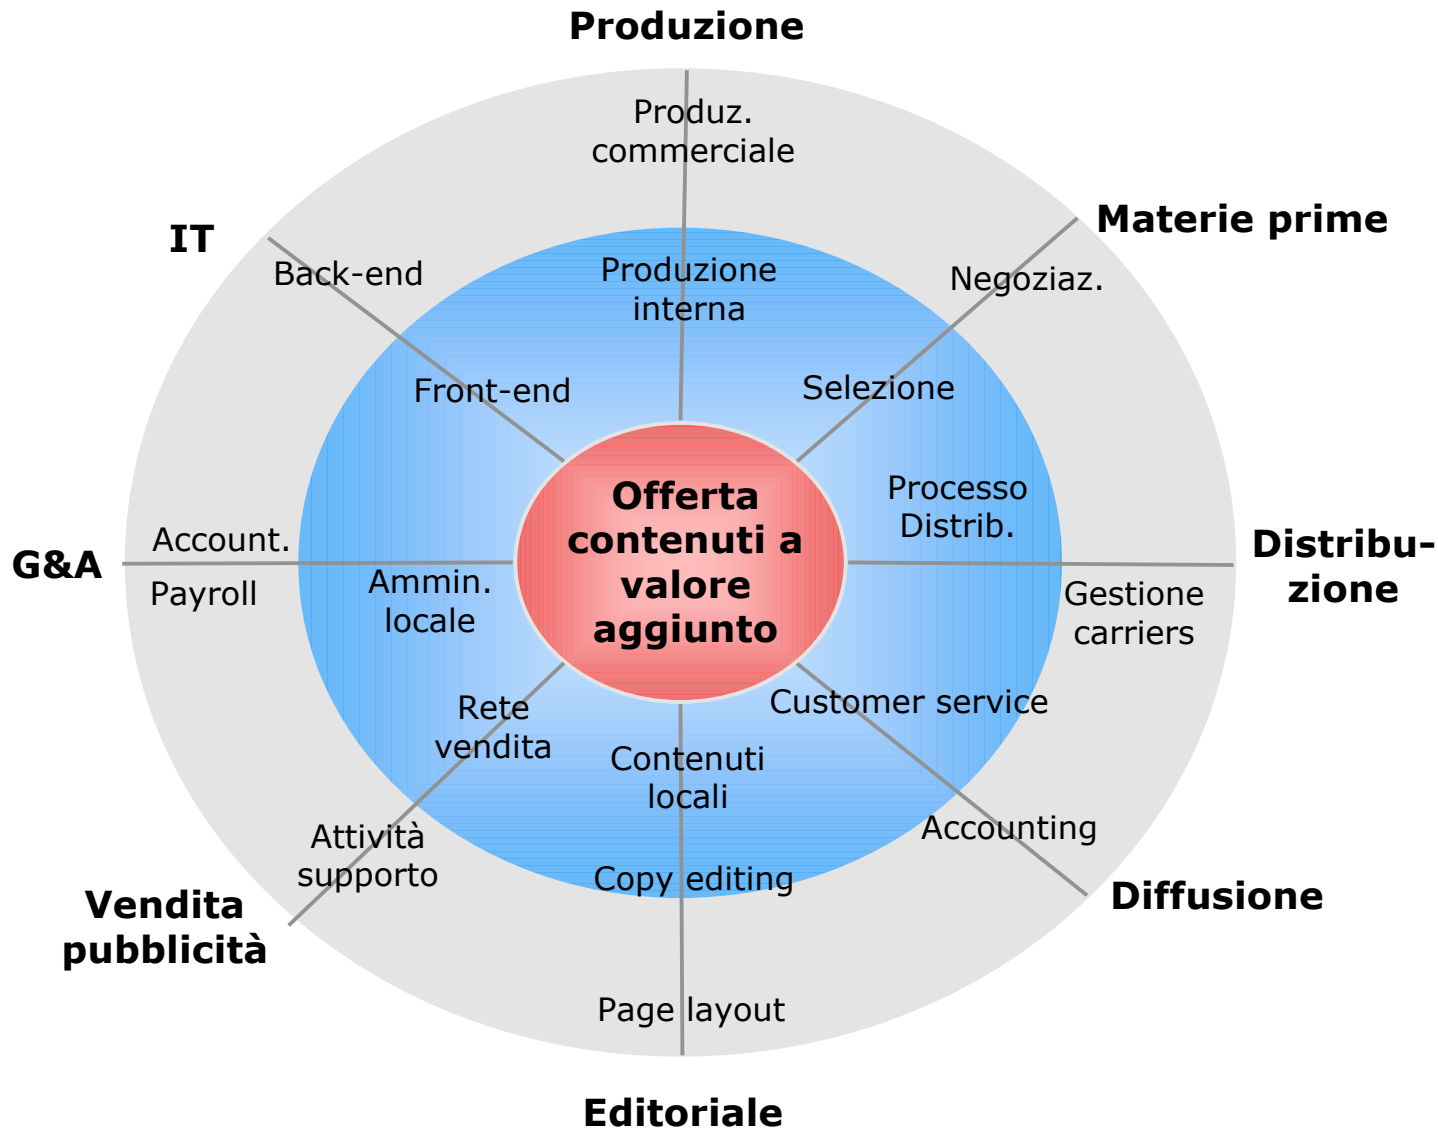 Produzione
Produz.
commerciale
Materie prime
IT
Back-end
Produzione
interna
Negoziaz.
Front-end
Selezione
Offerta
contenuti a
valore
aggiunto
Processo
Distrib.
Account.
G&A
Payroll
Ammin.
locale
Distribu-
zione
Gestione
carriers
Rete
vendita
Customer service
Contenuti
locali
Attività
supporto
Accounting
Copy editing
Vendita
pubblicità
Diffusione
Page layout
Editoriale